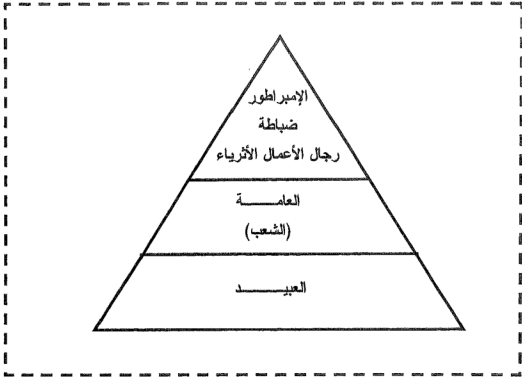 الإمبراطور
ضباطة
رجال الأعمال الأثرياء
العامـــــة
(الشعب)
العبيـــــد